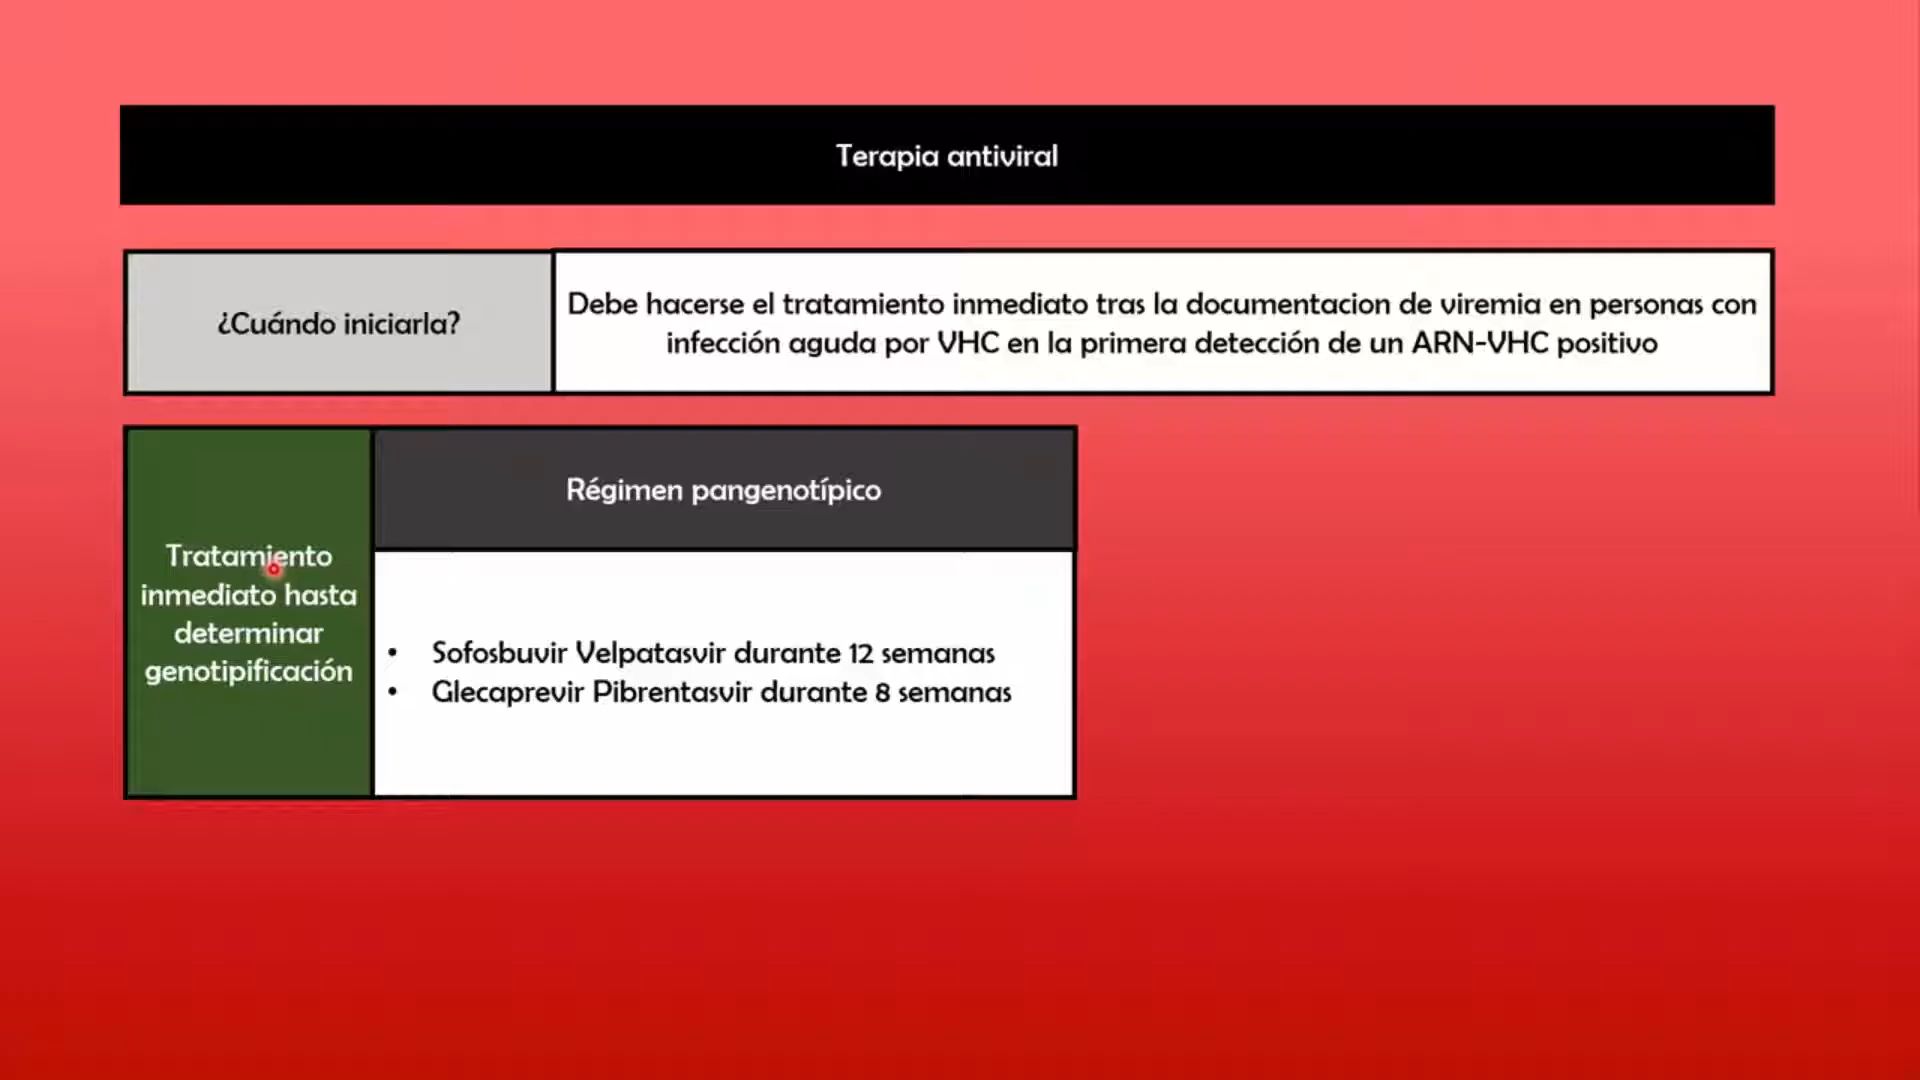 Terapia antiviral
¿Cuándo iniciarla?
Debe hacerse el tratamiento inmediato tras la documentacion de viremia en personas con
infección aguda por VHC en la primera detección de un ARN-VHC positivo
Tratamiento
inmediato hasta
determinar
genotipificación
Régimen pangenotípico
• Sofosbuvir Velpatasvir durante 12 semanas
• Glecaprevir Pibrentasvir durante 8 semanas